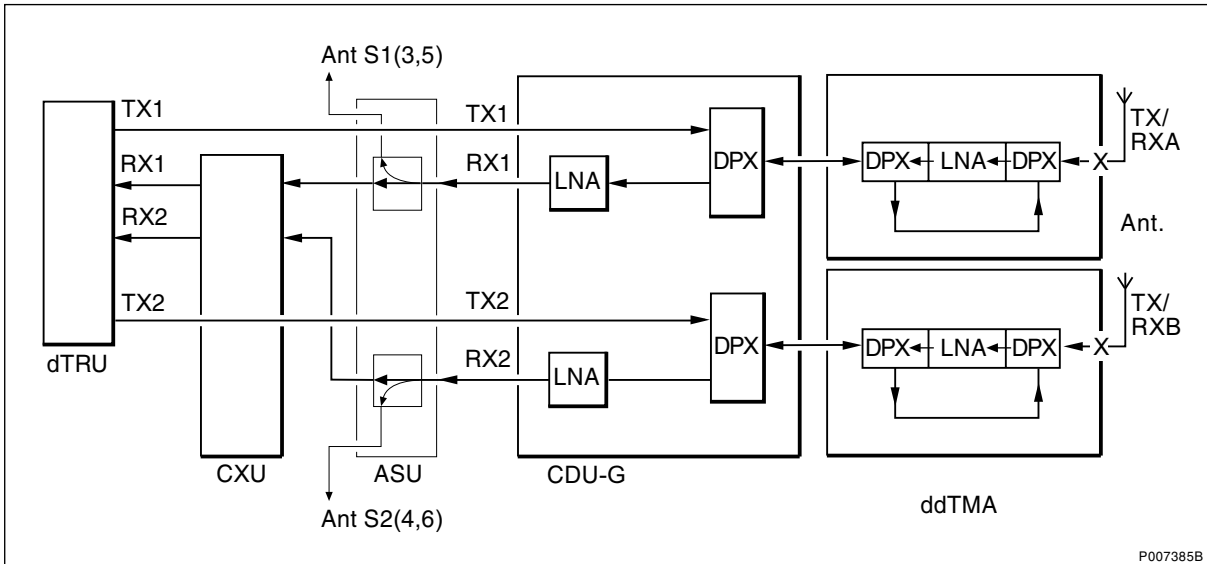 Ant S1(3,5)
TX1
TX1
TX/
RXA
RX1
RX1
DPX
LNA
DPX
LNA
DPX
X
RX2
Ant.
TX2
TX2
TX/
RXB
RX2
DPX
LNA
DPX
LNA
DPX
X
dTRU
CXU
ASU
CDU-G
ddTMA
Ant S2(4,6)
P007385B